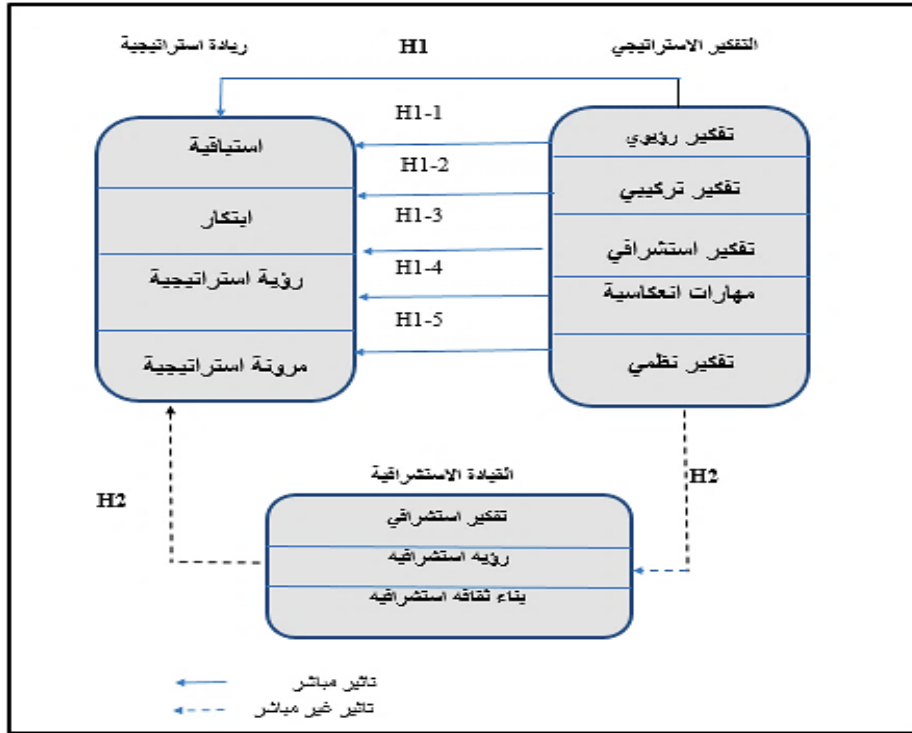 التفكير الاستراتيجي
H1
ريادة استراتيجية
تفكير رؤيوي
تفكير تركيبي
تفكير استشرافي
مهارات انعكاسية
تفكير نظمي
H1-1
H1-2
H1-3
H1-4
H1-5
استباقية
ابتكار
رؤية استراتيجية
مرونة استراتيجية
H2
القيادة الاستشرافية
H2
تفكير استشرافي
رؤيه استشرافيه
بناء ثقافه استشرافيه
تاثير مباشر
تاثير غير مباشر